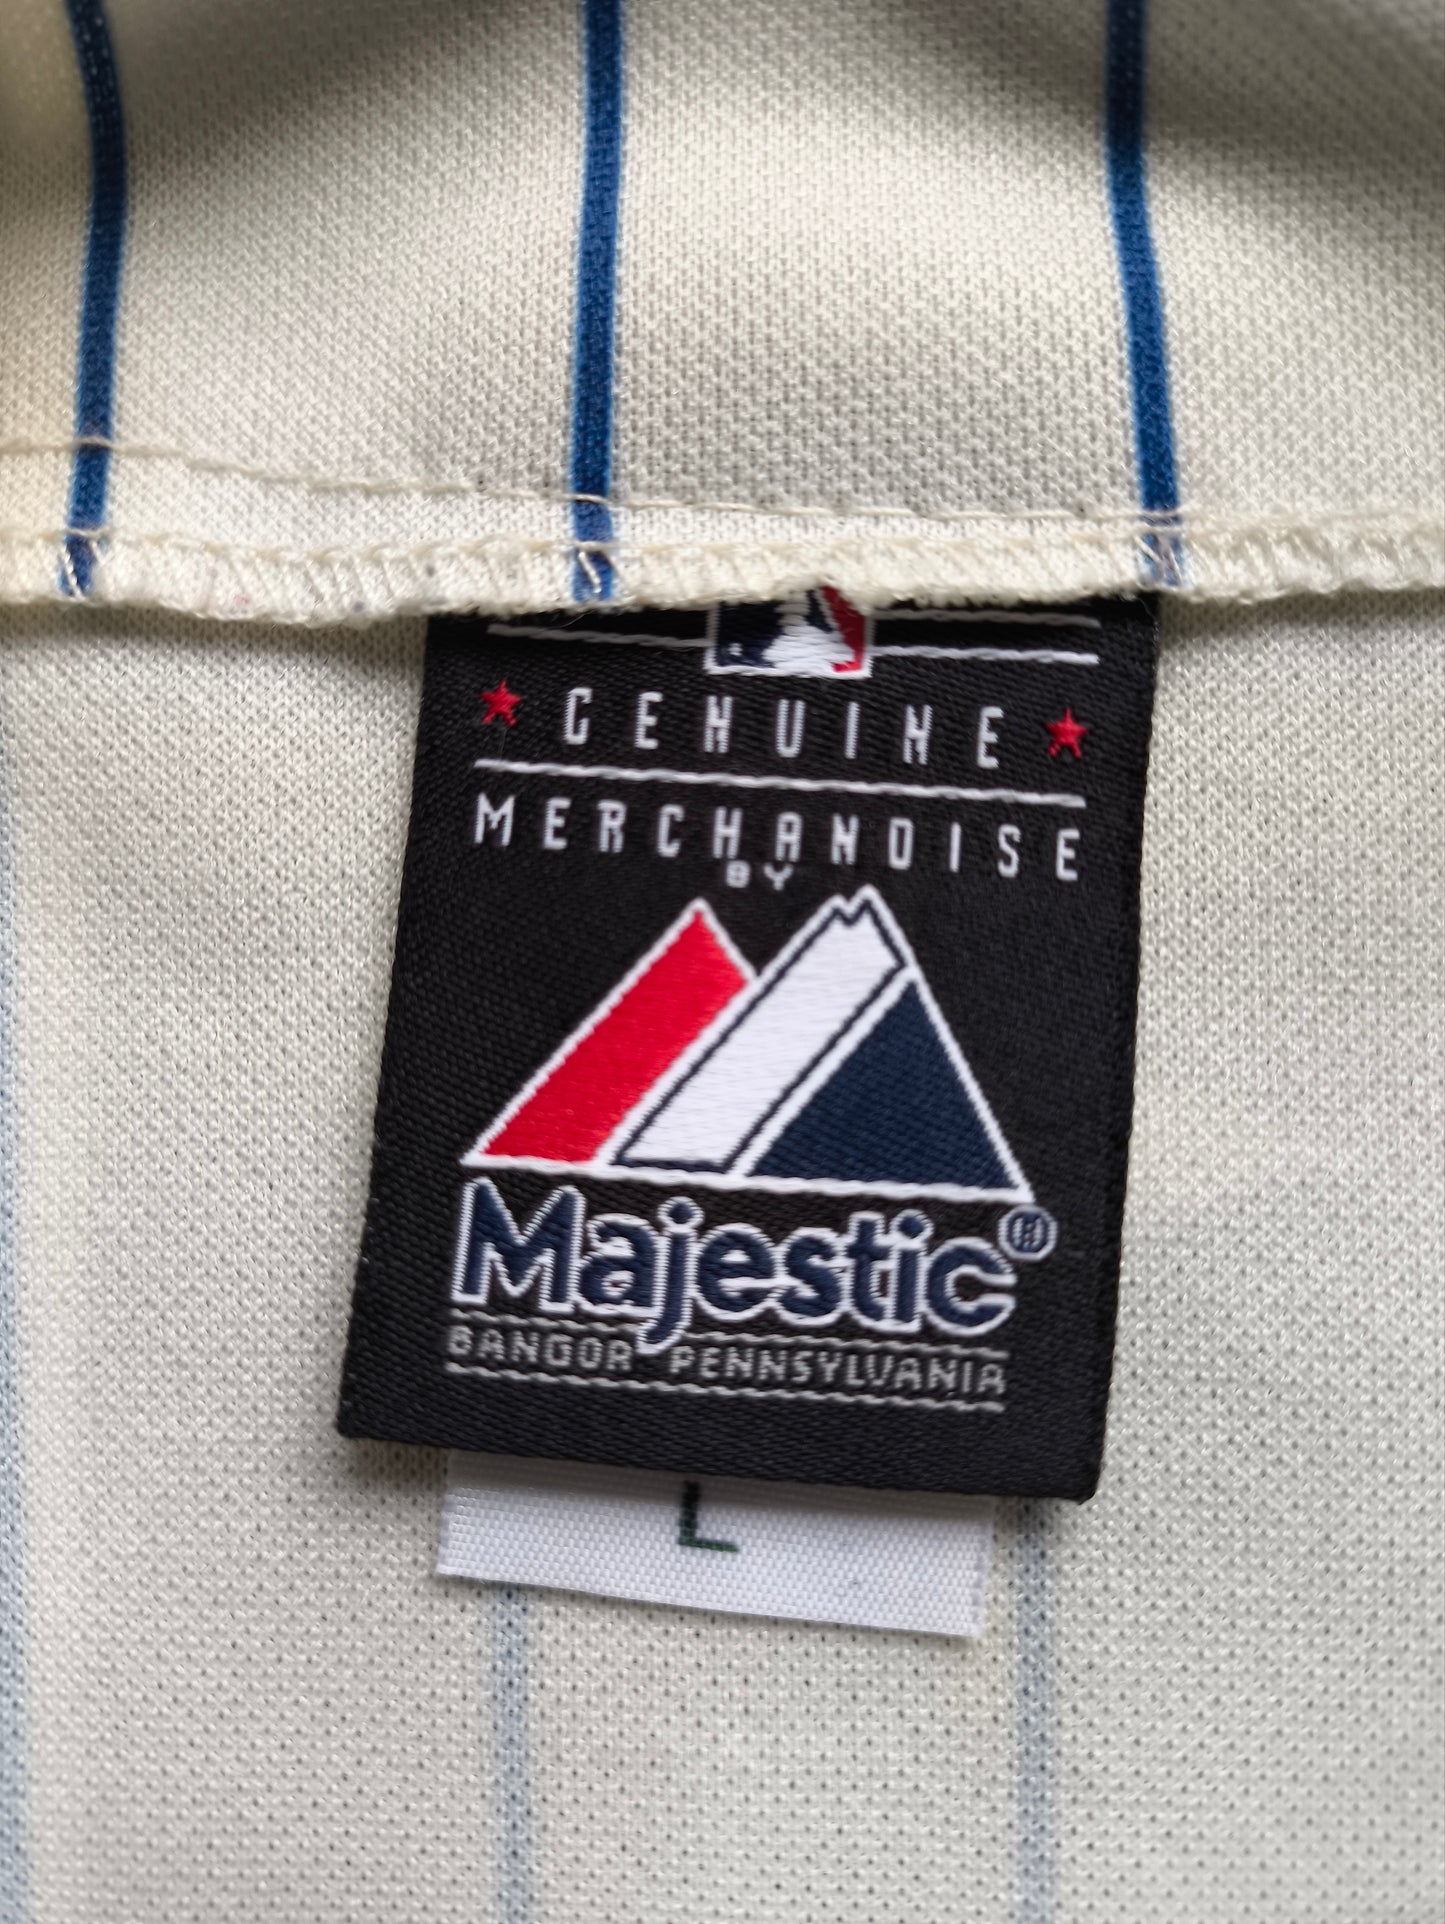 GENUINE
MERCHANDISE
BY
Majestic®
BANGOR PENNSYLVANIA
L